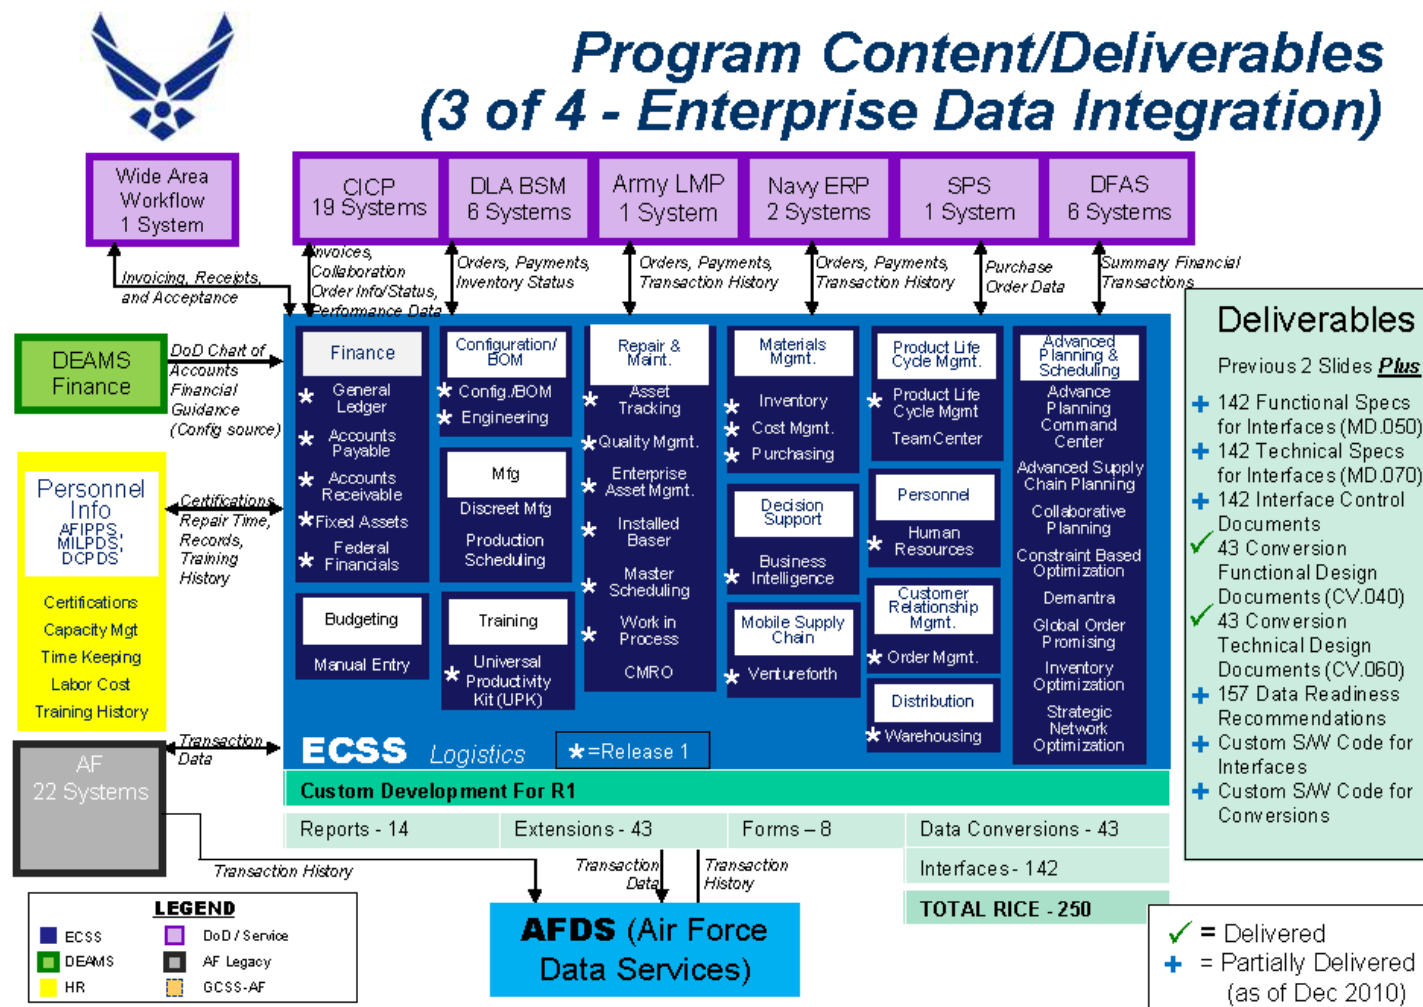 Program Content/Deliverables
(3 of 4 - Enterprise Data Integration)
Wide Area
Workflow
1 System
CICP
19 Systems
DLA BSM
6 Systems
Army LMP
1 System
Navy ERP
2 Systems
SPS
1 System
DFAS
6 Systems
Invoicing, Receipts,
and Acceptance
Invoices,
Collaboration
Order Info/Status,
Performance Data
Orders, Payments,
Inventory Status
Orders, Payments,
Transaction History
Orders, Payments,
Transaction History
Purchase
Order Data
Summary Financial
Transactions
DEAMS
Finance
DoD Chart of
Accounts
Financial
Guidance
(Config source)
Personnel
Info
AFIPPS,
MILPDS,
DCPDS
Certifications
Capacity Mgt
Time Keeping
Labor Cost
Training History
Certifications
Repair Time,
Records,
Training
History
AF
22 Systems
Transaction
Data
Finance
* General
Ledger
* Accounts
Payable
* Accounts
Receivable
* Fixed Assets
* Federal
Financials
Budgeting
Manual Entry
Configuration/
BOM
* Config./BOM
* Engineering
Mfg
Discreet Mfg
Production
Scheduling
Training
* Universal
Productivity
Kit (UPK)
Repair &
Maint.
* Asset
Tracking
* Quality Mgmt.
* Enterprise
Asset Mgmt.
* Installed
Baser
* Master
Scheduling
* Work in
Process
CMRO
Materials
Mgmt.
* Inventory
* Cost Mgmt.
* Purchasing
Decision
Support
* Business
Intelligence
Mobile Supply
Chain
* Ventureforth
Product Life
Cycle Mgmt.
* Product Life
Cycle Mgmt
TeamCenter
Personnel
* Human
Resources
Customer
Relationship
Mgmt.
* Order Mgmt.
Distribution
* Warehousing
Advanced
Planning &
Scheduling
Advance
Planning
Command
Center
Advanced Supply
Chain Planning
Collaborative
Planning
Constraint Based
Optimization
Demantra
Global Order
Promising
Inventory
Optimization
Strategic
Network
Optimization
ECSS Logistics
*=Release 1
Custom Development For R1
Reports - 14
Extensions - 43
Forms – 8
Data Conversions - 43
Interfaces - 142
TOTAL RICE - 250
Transaction History
Transaction
Data
Transaction
History
AFDS (Air Force
Data Services)
Deliverables
Previous 2 Slides Plus
+ 142 Functional Specs
for Interfaces (MD.050)
+ 142 Technical Specs
for Interfaces (MD.070)
+ 142 Interface Control
Documents
✓ 43 Conversion
Functional Design
Documents (CV.040)
✓ 43 Conversion
Technical Design
Documents (CV.060)
+ 157 Data Readiness
Recommendations
+ Custom S/W Code for
Interfaces
+ Custom S/W Code for
Conversions
✓ = Delivered
+ = Partially Delivered
(as of Dec 2010)
LEGEND
ECSS
DoD / Service
DEAMS
AF Legacy
HR
GCSS-AF